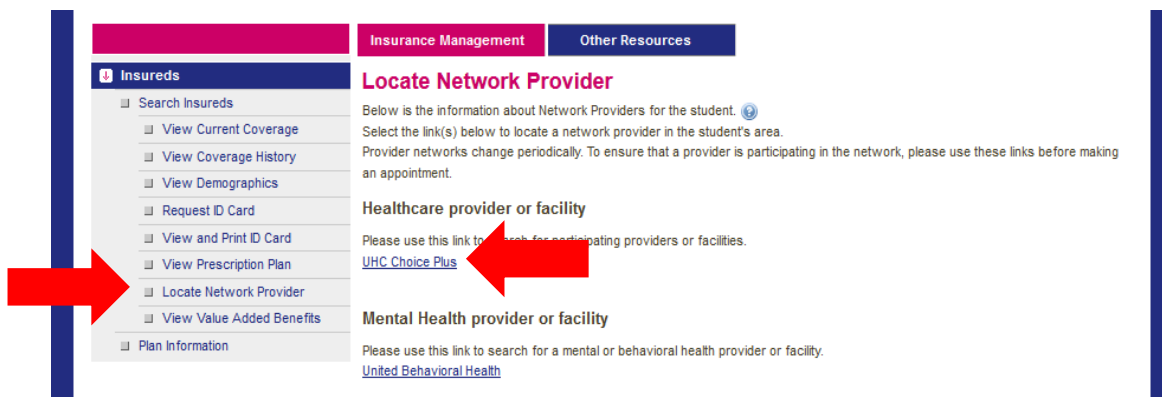 Insurance Management
Other Resources
Insureds
Search Insureds
View Current Coverage
View Coverage History
View Demographics
Request ID Card
View and Print ID Card
View Prescription Plan
Locate Network Provider
View Value Added Benefits
Plan Information
Locate Network Provider
Below is the information about Network Providers for the student.
Select the link(s) below to locate a network provider in the student's area.
Provider networks change periodically. To ensure that a provider is participating in the network, please use these links before making
an appointment.
Healthcare provider or facility
Please use this link to search for participating providers or facilities.
UHC Choice Plus
Mental Health provider or facility
Please use this link to search for a mental or behavioral health provider or facility.
United Behavioral Health